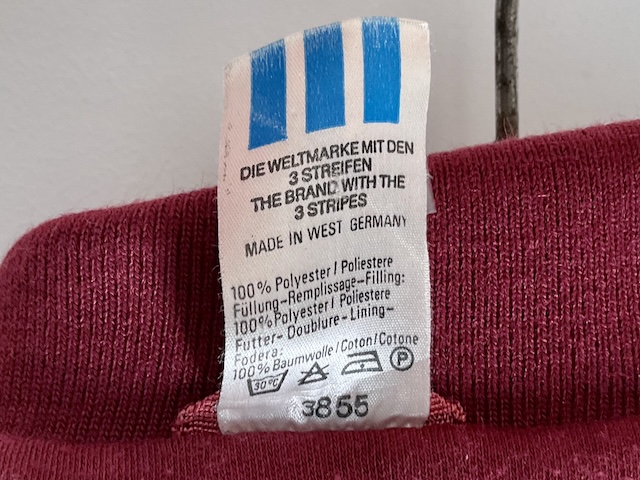 DIE WELTMARKE MIT DEN
3 STREIFEN
THE BRAND WITH THE
3 STRIPES
MADE IN WEST GERMANY
100% Polyester/Poliestere
Füllung-Remplissage-Filling:
100% Polyester/Poliestere
Futter-Doublure-Lining-
Fodera:
100% Baumwolle/Coton/Cotone
30°C P
3855